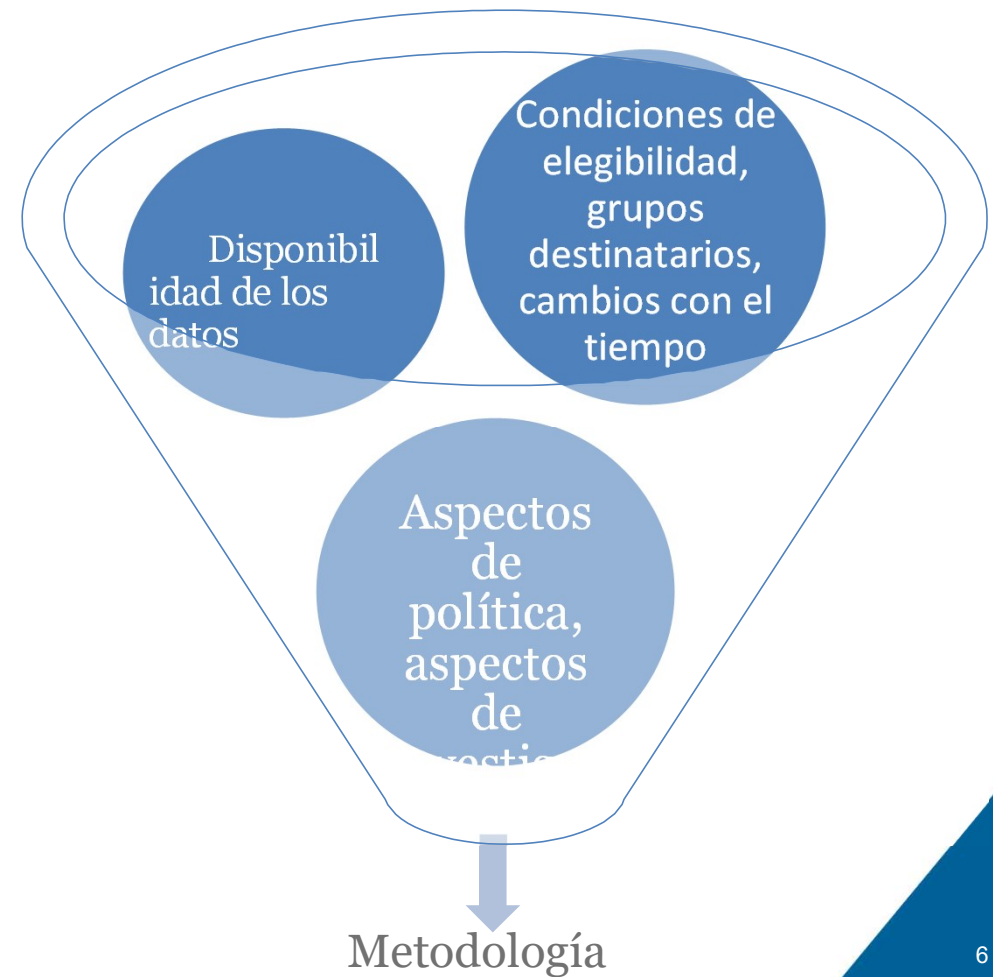 Condiciones de
elegibilidad,
grupos
destinatarios,
cambios con el
tiempo
Disponibil
idad de los
datos
Aspectos
de
política,
aspectos
de
Metodología
6